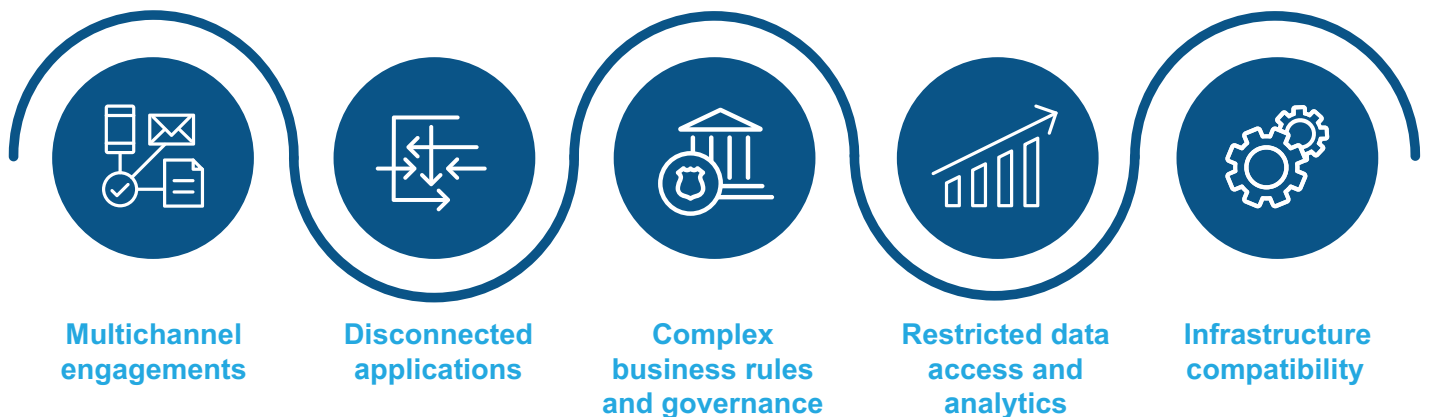 Multichannel
engagements
Disconnected
applications
Complex
business rules
and governance
Restricted data
access and
analytics
Infrastructure
compatibility